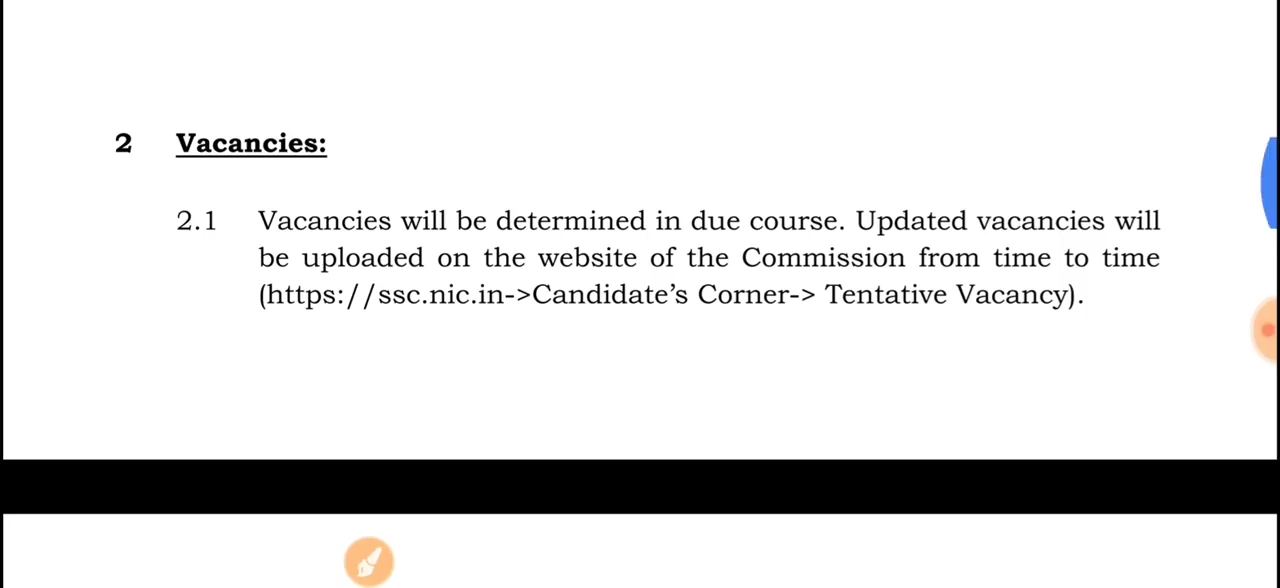 2 Vacancies:
2.1 Vacancies will be determined in due course. Updated vacancies will
be uploaded on the website of the Commission from time to time
(https://ssc.nic.in->Candidate’s Corner-> Tentative Vacancy).